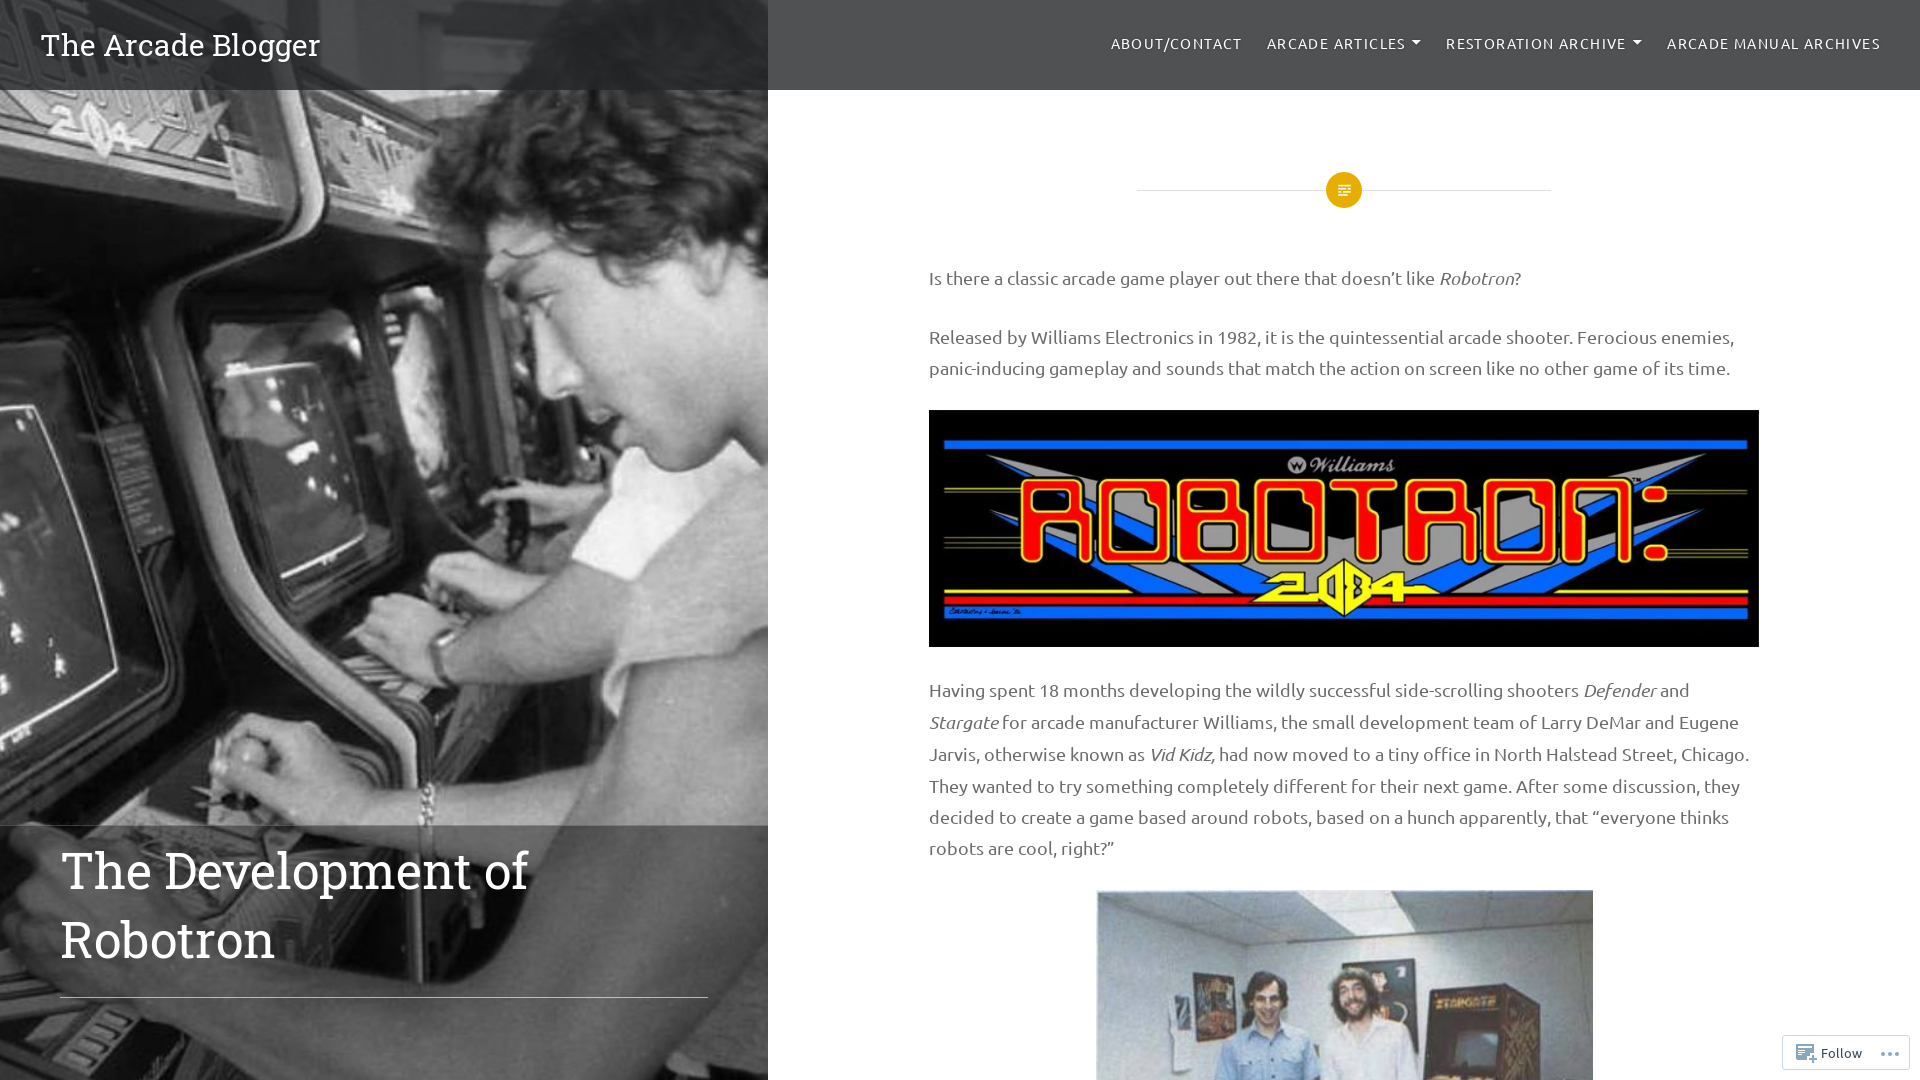 The Arcade Blogger
ABOUT/CONTACT
ARCADE ARTICLES
RESTORATION ARCHIVE
ARCADE MANUAL ARCHIVES
2084
The Development of
Robotron
Is there a classic arcade game player out there that doesn’t like Robotron?
Released by Williams Electronics in 1982, it is the quintessential arcade shooter. Ferocious enemies,
panic-inducing gameplay and sounds that match the action on screen like no other game of its time.
Williams
ROBOTRON:
2084
Having spent 18 months developing the wildly successful side-scrolling shooters Defender and
Stargate for arcade manufacturer Williams, the small development team of Larry DeMar and Eugene
Jarvis, otherwise known as Vid Kidz, had now moved to a tiny office in North Halstead Street, Chicago.
They wanted to try something completely different for their next game. After some discussion, they
decided to create a game based around robots, based on a hunch apparently, that “everyone thinks
robots are cool, right?”
STARGATE
Follow